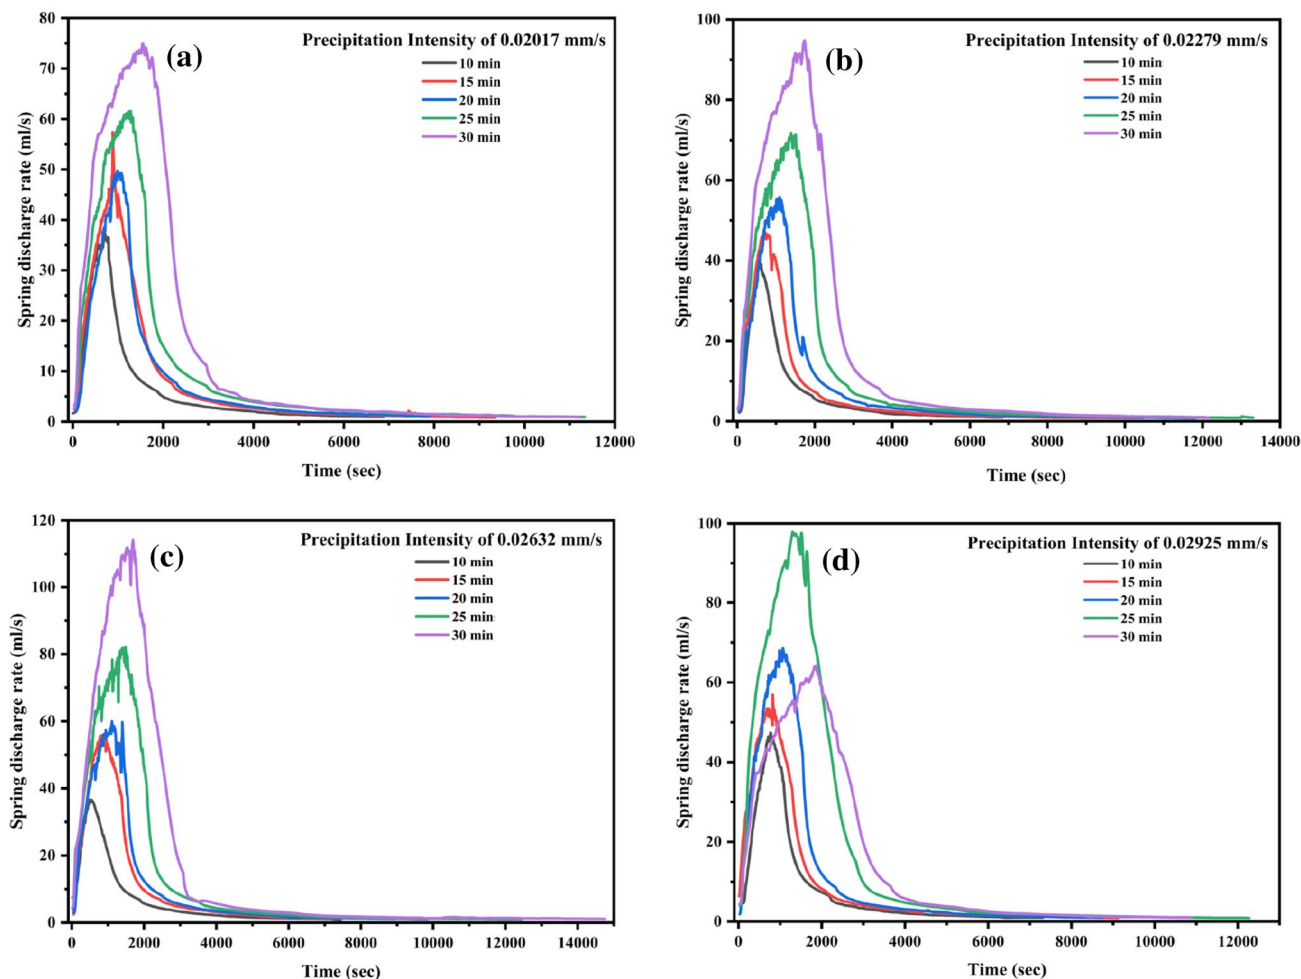 (a)
Precipitation Intensity of 0.02017 mm/s
10 min
15 min
20 min
25 min
30 min
Spring discharge rate (ml/s)
80
70
60
50
40
30
20
10
0
0 2000 4000 6000 8000 10000 12000
Time (sec)
(b)
Precipitation Intensity of 0.02279 mm/s
10 min
15 min
20 min
25 min
30 min
Spring discharge rate (ml/s)
100
80
60
40
20
0
0 2000 4000 6000 8000 10000 12000 14000
Time (sec)
(c)
Precipitation Intensity of 0.02632 mm/s
10 min
15 min
20 min
25 min
30 min
Spring discharge rate (ml/s)
120
100
80
60
40
20
0
0 2000 4000 6000 8000 10000 12000 14000
Time (sec)
(d)
Precipitation Intensity of 0.02925 mm/s
10 min
15 min
20 min
25 min
30 min
Spring discharge rate (ml/s)
100
80
60
40
20
0
0 2000 4000 6000 8000 10000 12000
Time (sec)